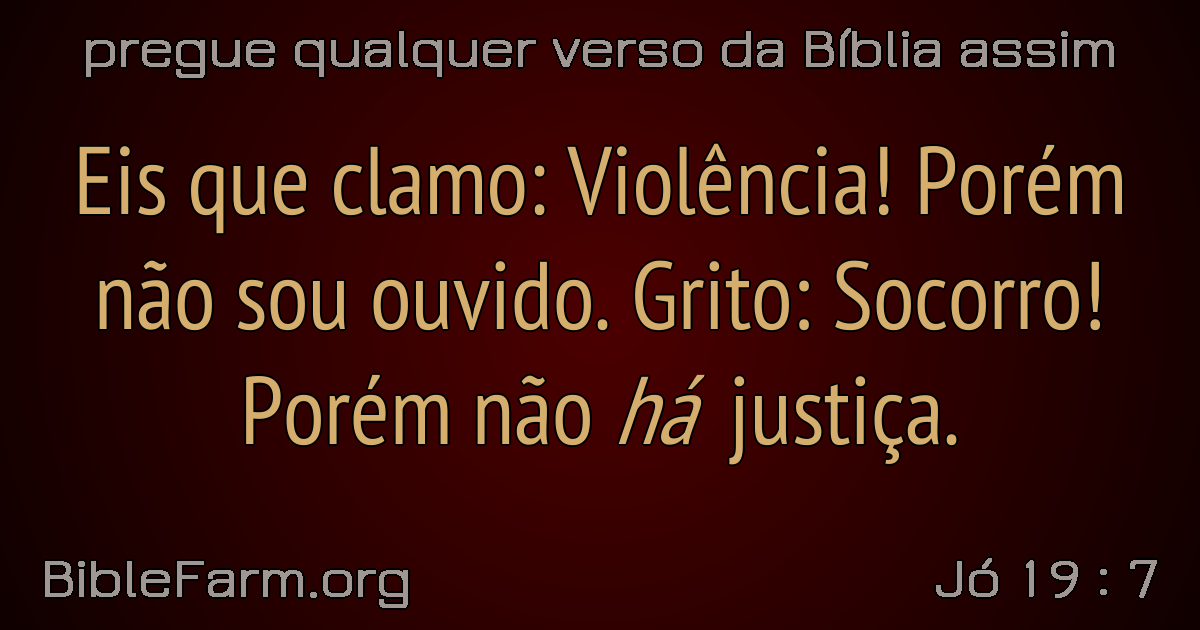 pregue qualquer verso da Bíblia assim
Eis que clamo: Violência! Porém
não sou ouvido. Grito: Socorro!
Porém não há justiça.
BibleFarm.org
Jó 19 : 7